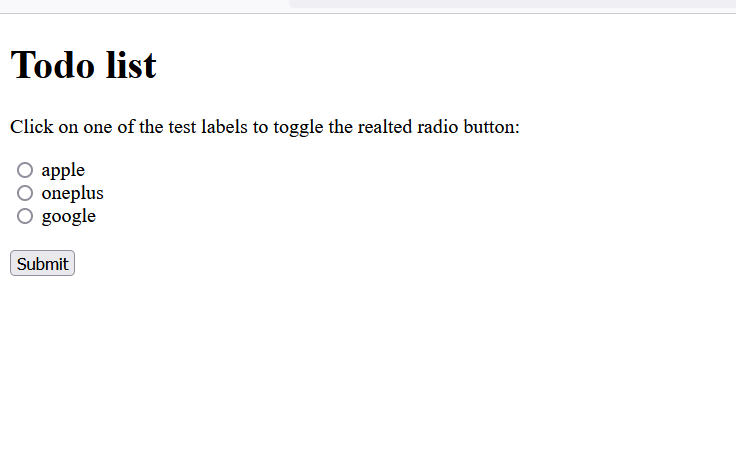 Todo list
Click on one of the test labels to toggle the realted radio button:
apple
oneplus
google
Submit